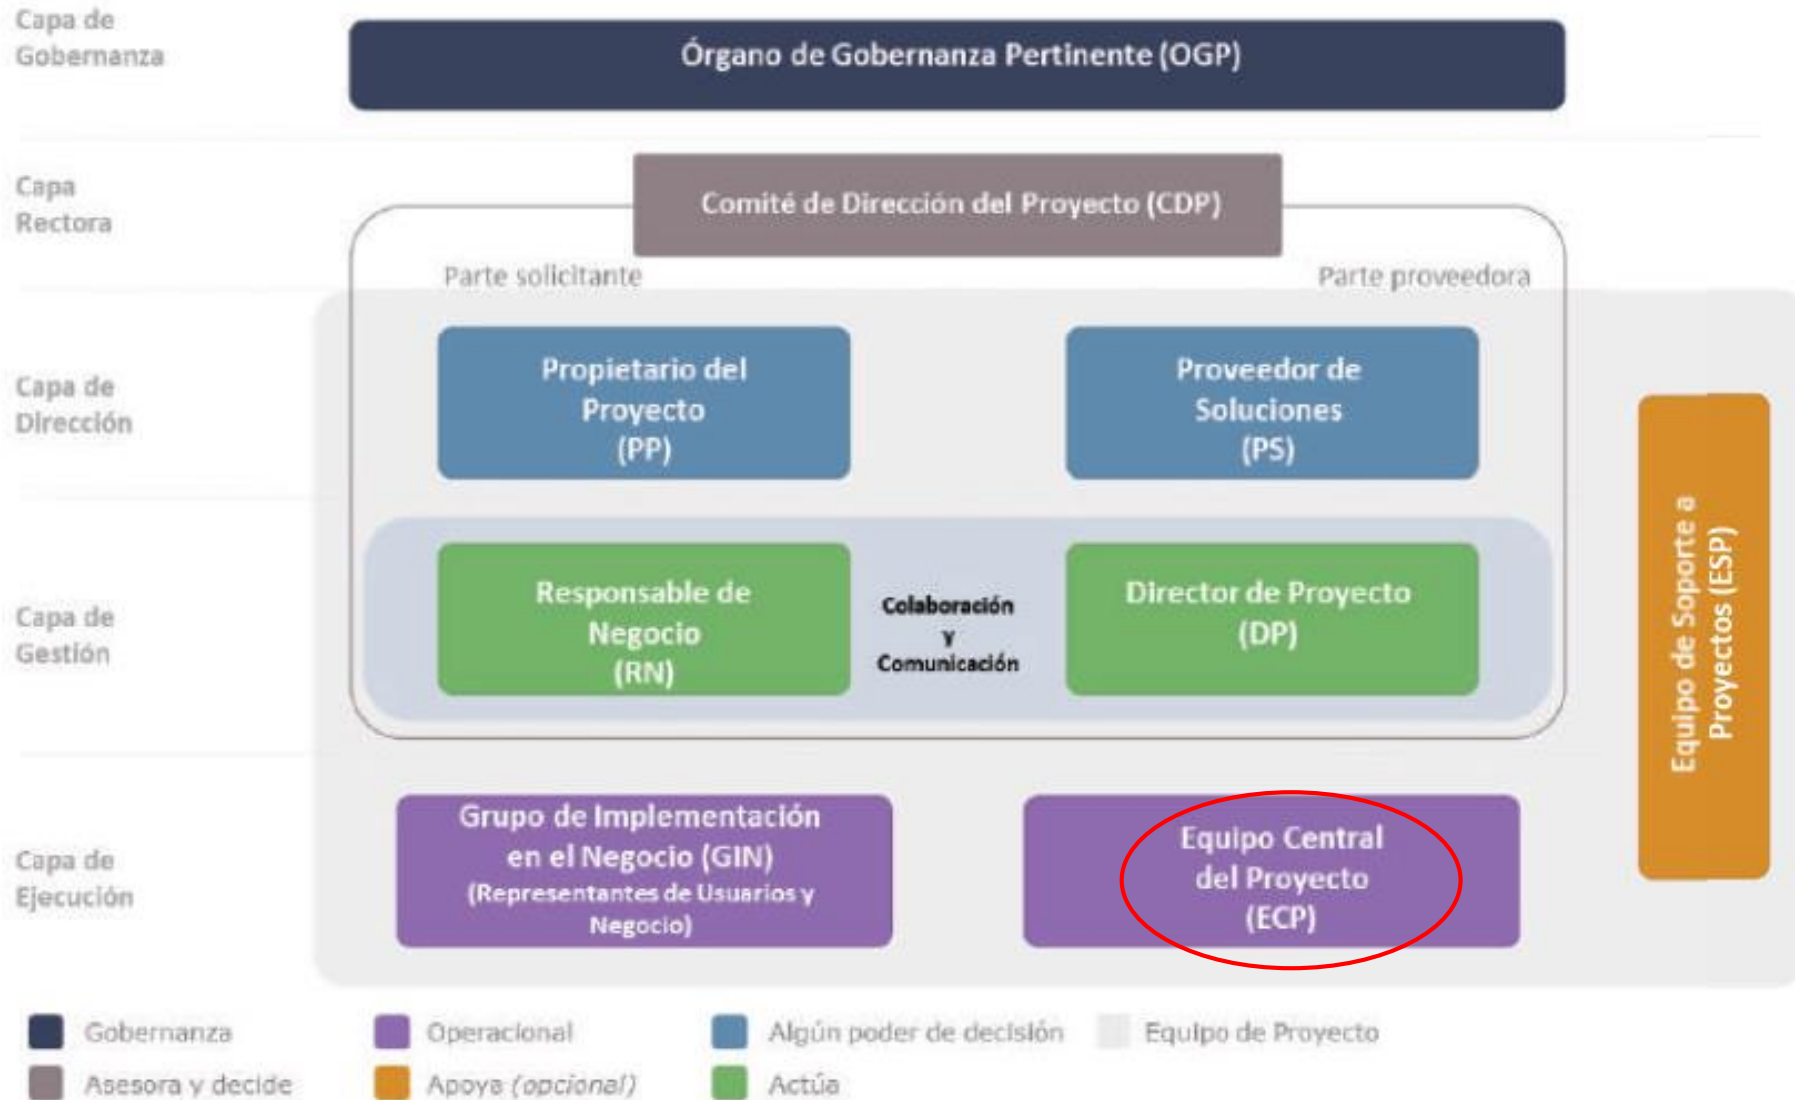 Capa de
Gobernanza
Órgano de Gobernanza Pertinente (OGP)
Capa
Rectora
Comité de Dirección del Proyecto (CDP)
Parte solicitante
Parte proveedora
Capa de
Dirección
Propietario del
Proyecto
(PP)
Proveedor de
Soluciones
(PS)
Capa de
Gestión
Responsable de
Negocio
(RN)
Colaboración
y
Comunicación
Director de Proyecto
(DP)
Equipo de Soporte a
Proyectos (ESP)
Capa de
Ejecución
Grupo de Implementación
en el Negocio (GIN)
(Representantes de Usuarios y
Negocio)
Equipo Central
del Proyecto
(ECP)
Gobernanza
Operacional
Algún poder de decisión
Equipo de Proyecto
Asesora y decide
Apoya (opcional)
Actúa